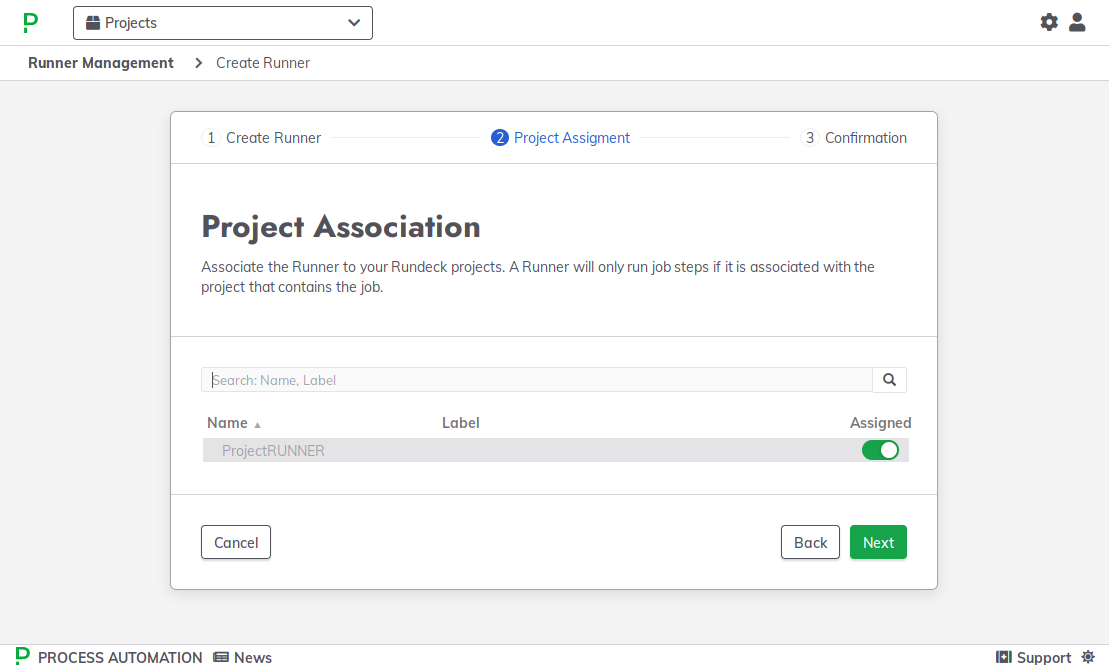 Projects
Runner Management > Create Runner
1 Create Runner 2 Project Assigment 3 Confirmation
Project Association
Associate the Runner to your Rundeck projects. A Runner will only run job steps if it is associated with the
project that contains the job.
Search: Name, Label
Name ▲ Label Assigned
ProjectRUNNER
Cancel Back Next
PROCESS AUTOMATION News Support